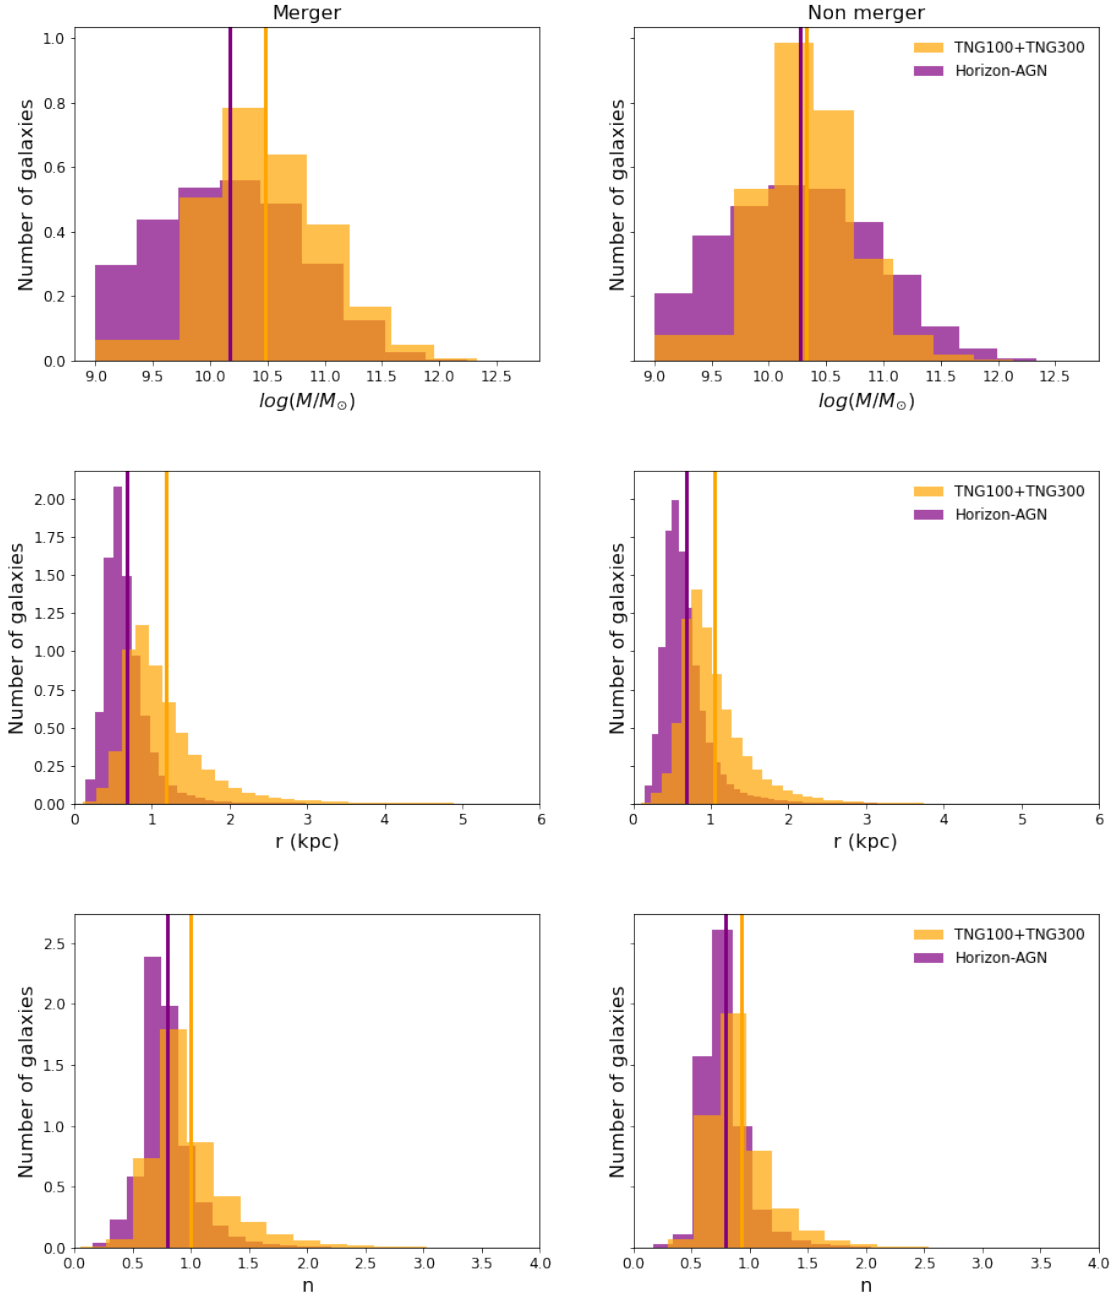 Merger
Non merger
Number of galaxies
1.0
0.8
0.6
0.4
0.2
0.0
9.0 9.5 10.0 10.5 11.0 11.5 12.0 12.5
log(M/M☉)
Number of galaxies
TNG100+TNG300
Horizon-AGN
9.0 9.5 10.0 10.5 11.0 11.5 12.0 12.5
log(M/M☉)
Number of galaxies
2.00
1.75
1.50
1.25
1.00
0.75
0.50
0.25
0.00
0 1 2 3 4 5 6
r (kpc)
Number of galaxies
TNG100+TNG300
Horizon-AGN
0 1 2 3 4 5 6
r (kpc)
Number of galaxies
2.5
2.0
1.5
1.0
0.5
0.0
0.0 0.5 1.0 1.5 2.0 2.5 3.0 3.5 4.0
n
Number of galaxies
TNG100+TNG300
Horizon-AGN
0.0 0.5 1.0 1.5 2.0 2.5 3.0 3.5 4.0
n